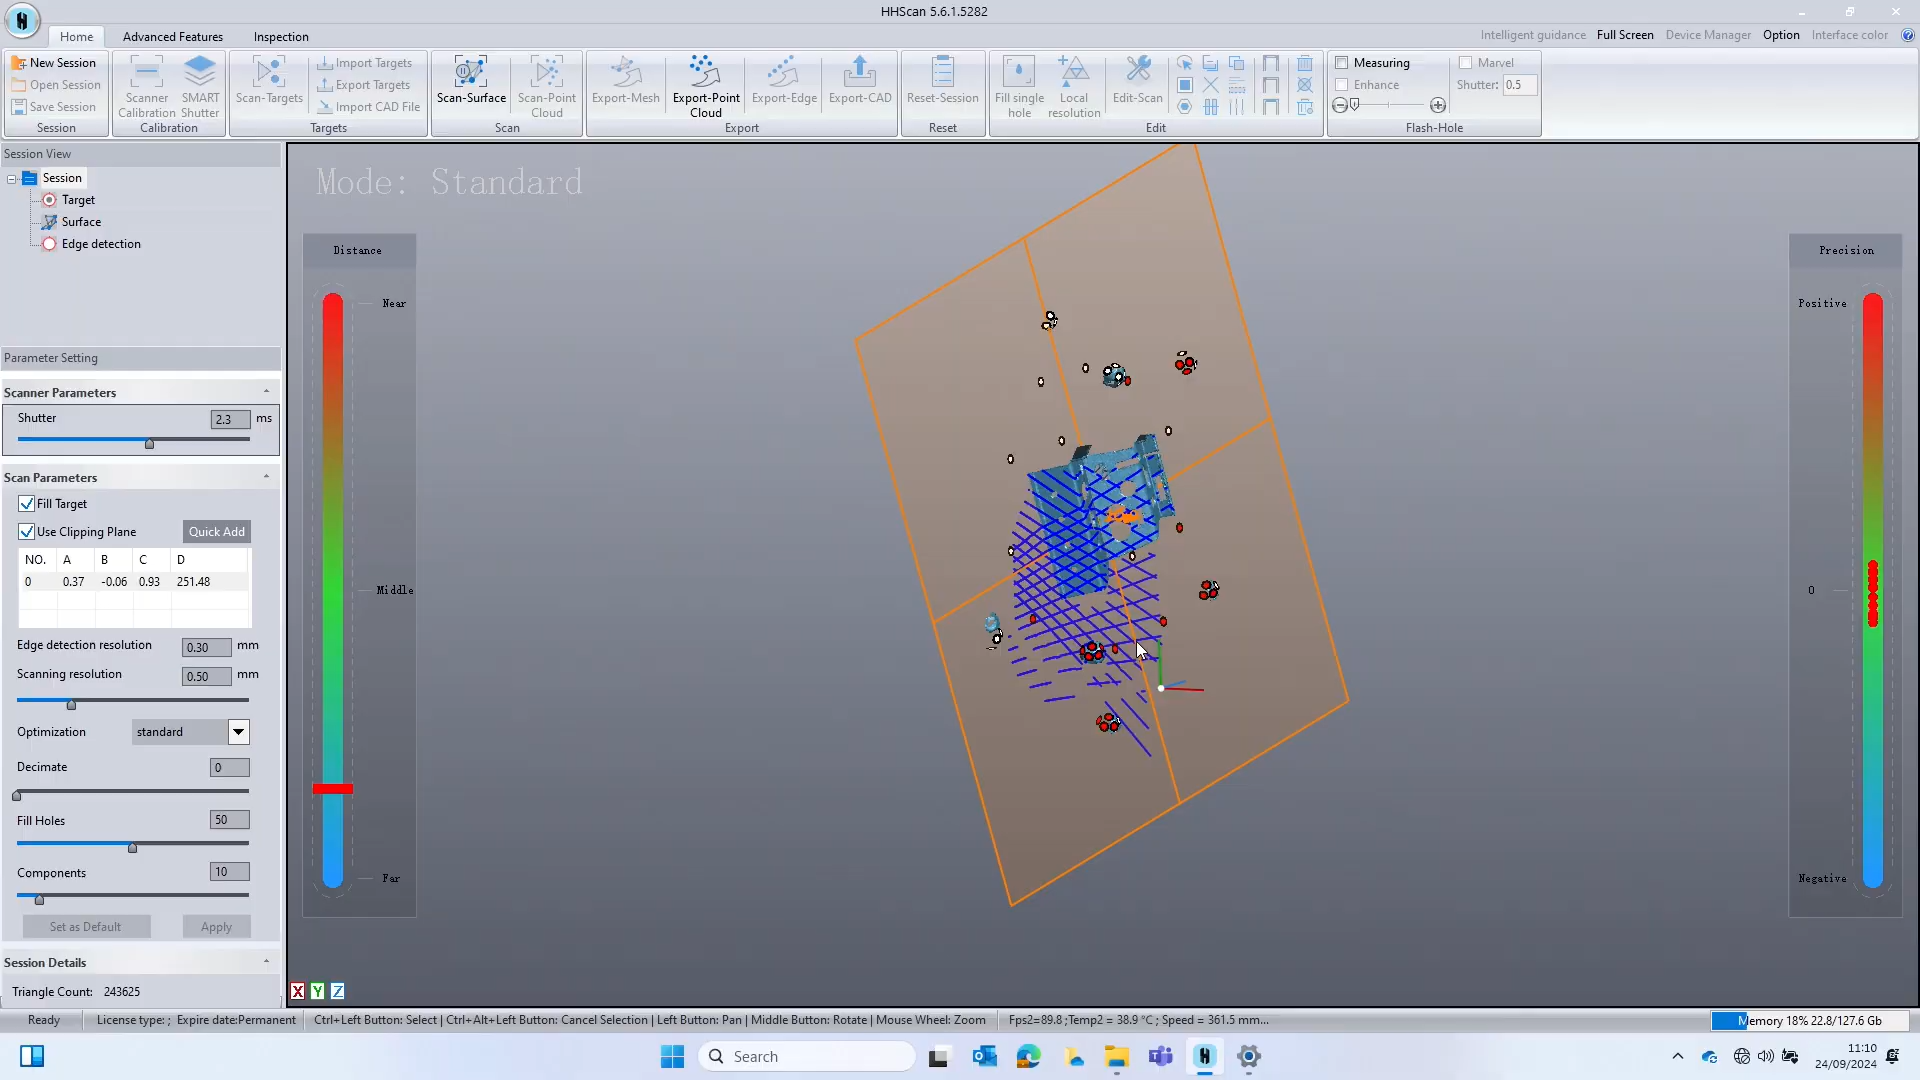 HHScan 5.6.1.5282
Home
Advanced Features
Inspection
Intelligent guidance
Full Screen
Device Manager
Option
Interface color
New Session
Open Session
Save Session
Session
Scanner Calibration
SMART Shutter
Calibration
Scan-Targets
Import Targets
Export Targets
Import CAD File
Targets
Scan-Surface
Scan-Point Cloud
Scan
Export-Mesh
Export-Point Cloud
Export-Edge
Export-CAD
Export
Reset-Session
Reset
Fill single hole
Local resolution
Edit-Scan
Edit
Measuring
Enhance
Marvel
Shutter: 0.5
Flash-Hole
Session View
Session
Target
Surface
Edge detection
Parameter Setting
Scanner Parameters
Shutter 2.3 ms
Scan Parameters
Fill Target
Use Clipping Plane Quick Add
NO. A B C D
0 0.37 -0.06 0.93 251.48
Edge detection resolution 0.30 mm
Scanning resolution 0.50 mm
Optimization standard
Decimate 0
Fill Holes 50
Components 10
Set as Default Apply
Session Details
Triangle Count: 243625
Mode: Standard
Distance
Near
Middle
Far
Precision
Positive
0
Negative
X Y Z
Ready
License type: ; Expire date:Permanent
Ctrl+Left Button: Select | Ctrl+Alt+Left Button: Cancel Selection | Left Button: Pan | Middle Button: Rotate | Mouse Wheel: Zoom
Fps2=89.8 ;Temp2 = 38.9 °C ; Speed = 361.5 mm...
Memory 18% 22.8/127.6 Gb
Search
11:10
24/09/2024